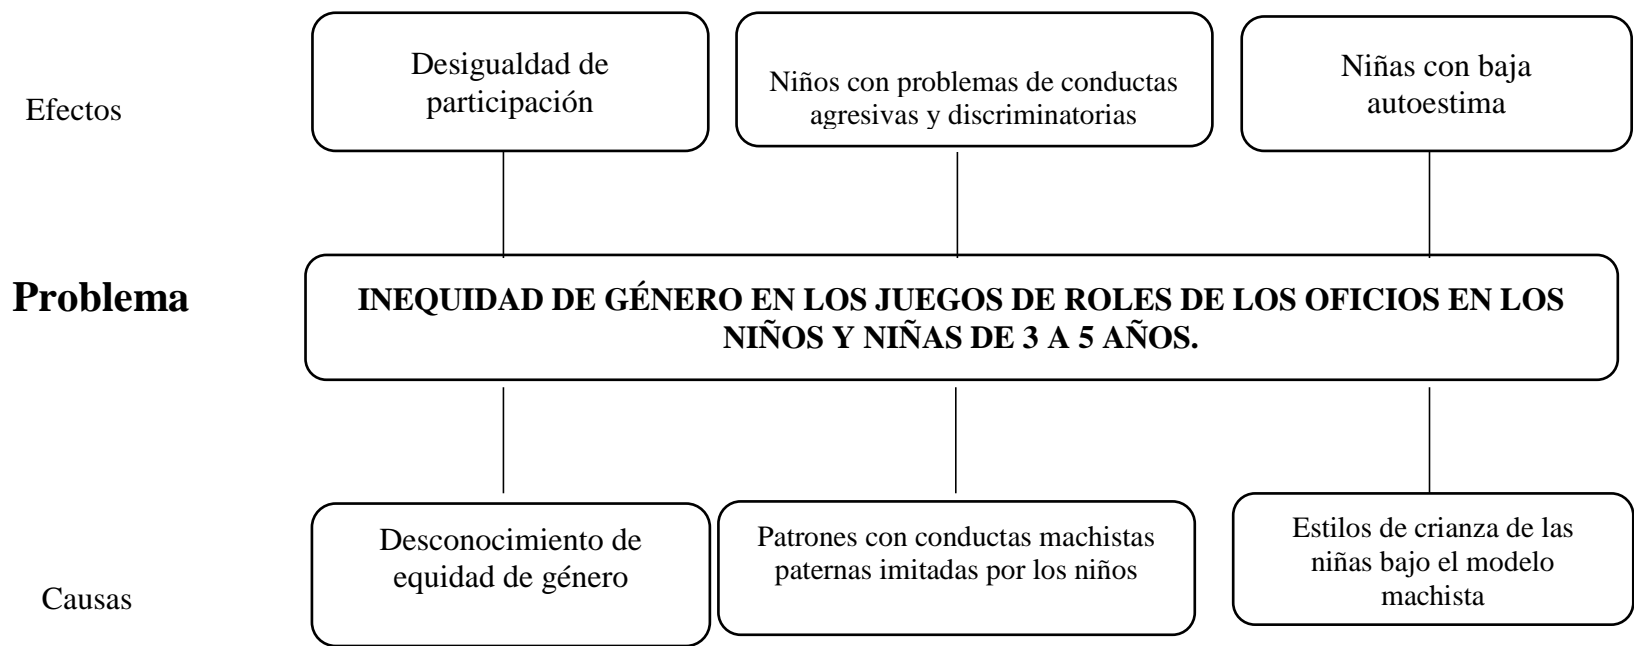 Efectos
Desigualdad de
participación
Niños con problemas de conductas
agresivas y discriminatorias
Niñas con baja
autoestima
Problema
INEQUIDAD DE GÉNERO EN LOS JUEGOS DE ROLES DE LOS OFICIOS EN LOS
NIÑOS Y NIÑAS DE 3 A 5 AÑOS.
Causas
Desconocimiento de
equidad de género
Patrones con conductas machistas
paternas imitadas por los niños
Estilos de crianza de las
niñas bajo el modelo
machista